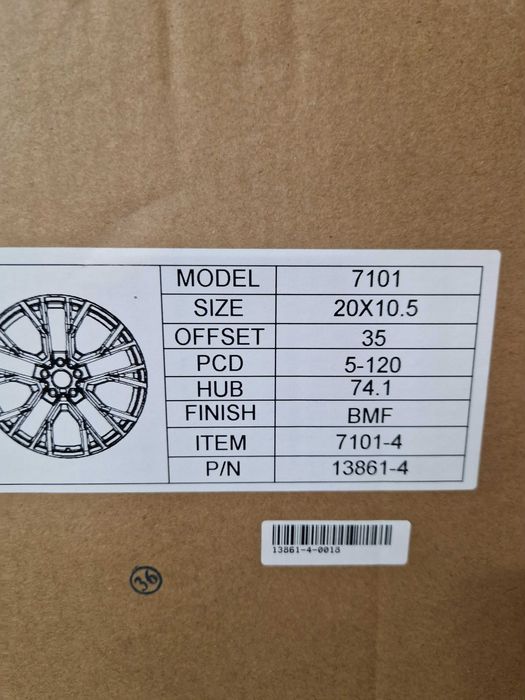 MODEL 7101
SIZE 20X10.5
OFFSET 35
PCD 5-120
HUB 74.1
FINISH BMF
ITEM 7101-4
P/N 13861-4
13861-4-0018
36